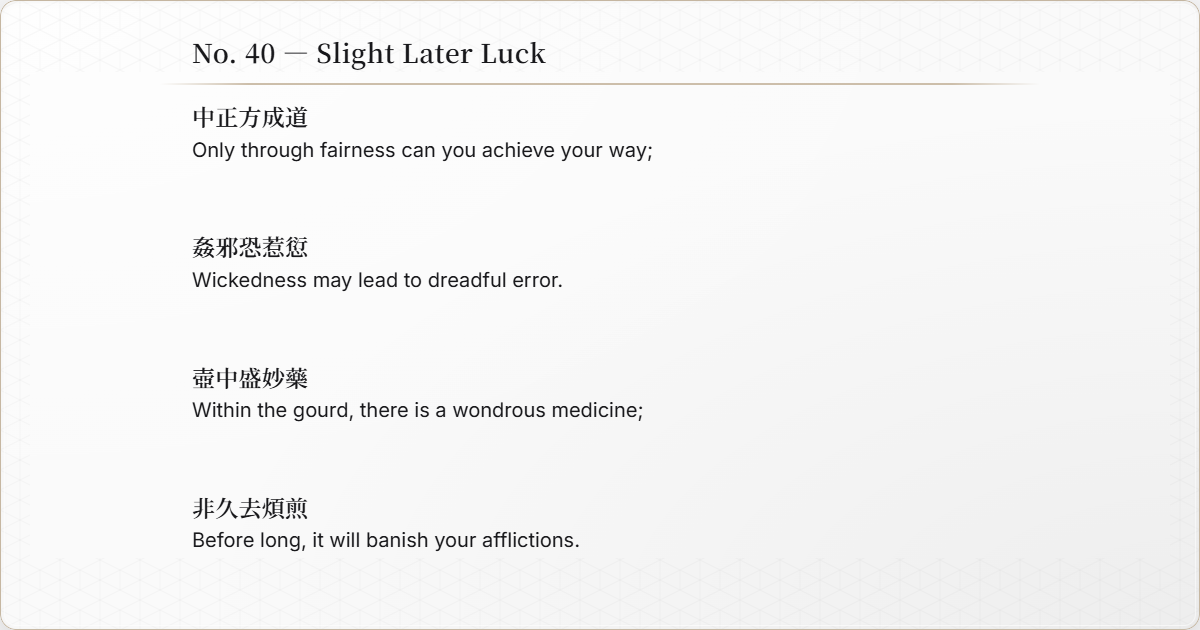 No. 40 — Slight Later Luck
中正方成道
Only through fairness can you achieve your way;
姦邪恐惹愆
Wickedness may lead to dreadful error.
壺中盛妙藥
Within the gourd, there is a wondrous medicine;
非久去煩煎
Before long, it will banish your afflictions.